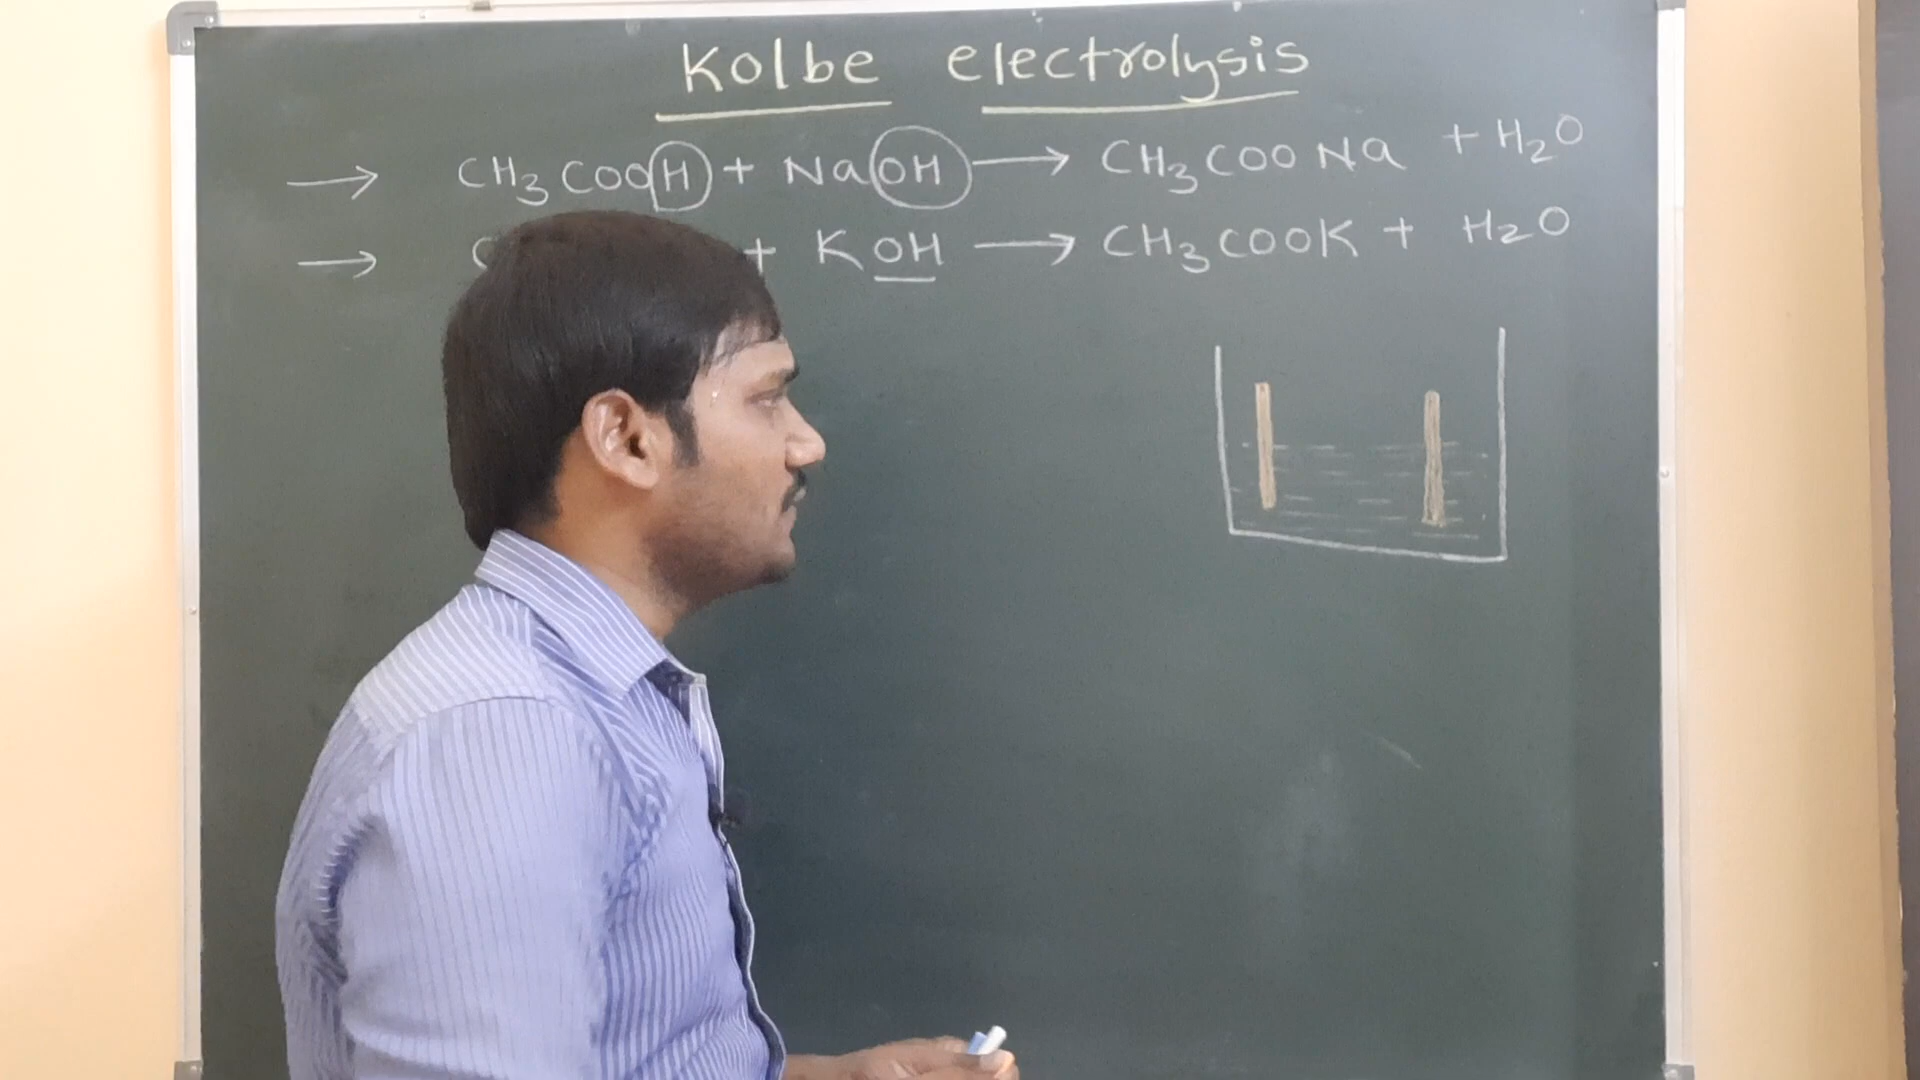 Kolbe electrolysis
→ CH3COOH + NaOH → CH3COONa + H2O
→ C + KOH → CH3COOK + H2O